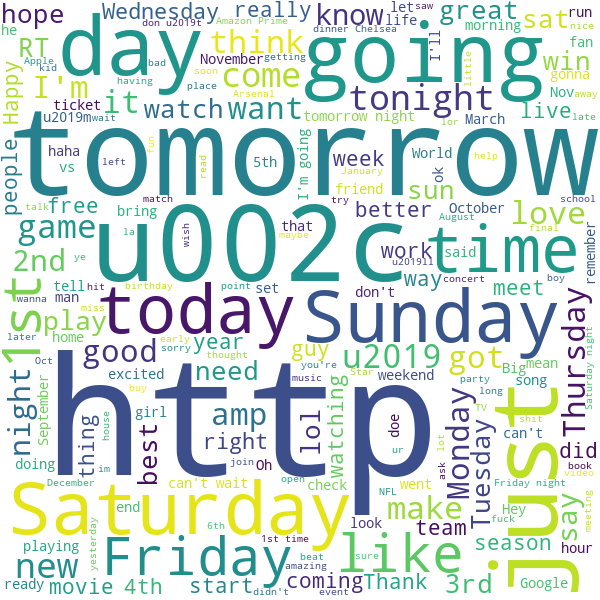 hope
RT
he
Wednesday
really
don u2019t
Amazon Prime
dinner Chelsea
let
saw
life
know
great
nice
sat
morning
run
fan
day
going
I'll
little
think
come
tonight
November
Apple
kid
having
bad
place
soon
getting
Arsenal
win
gonna
Nov
away
late
Happy
I'm
it
u2019m
wait
ticket
watch
want
tomorrow night
March
lor
live
tomorrow
people
haha
vs
left
fun
read
5th
I'm going
week
January
friend
match
try
World
ok
sun
help
school
talk
free
bring
that
better
October
love
final
remember
game
la
ye
wish
maybe
u002c
work
August
u2019ll
concert
boy
time
said
way
2nd
tell
man
hit
point
set
don't
meet
wanna
miss
birthday
today
Sunday
1st
play
home
later
early
sorry
year
thought
guy
you're
u2019
got
Big
mean
Thursday
Saturday night
Oct
September
good
excited
buy
need
music
Star
weekend
party
long
song
TV
just
night
house
http
thing
best
girl
amp
lol
right
watching
doe
ur
can't
shit
did
doing
December
im
can't wait
join
Oh
open
check
went
NFL
ask
lot
Monday
Tuesday
Friday night
fuck
book
video
meeting
say
Saturday
end
6th
look
make
team
Hey
hour
playing
yesterday
1st time
beat
sure
season
new
Friday
amazing
like
Google
ready
movie
4th
start
didn't
coming
event
Thank
3rd